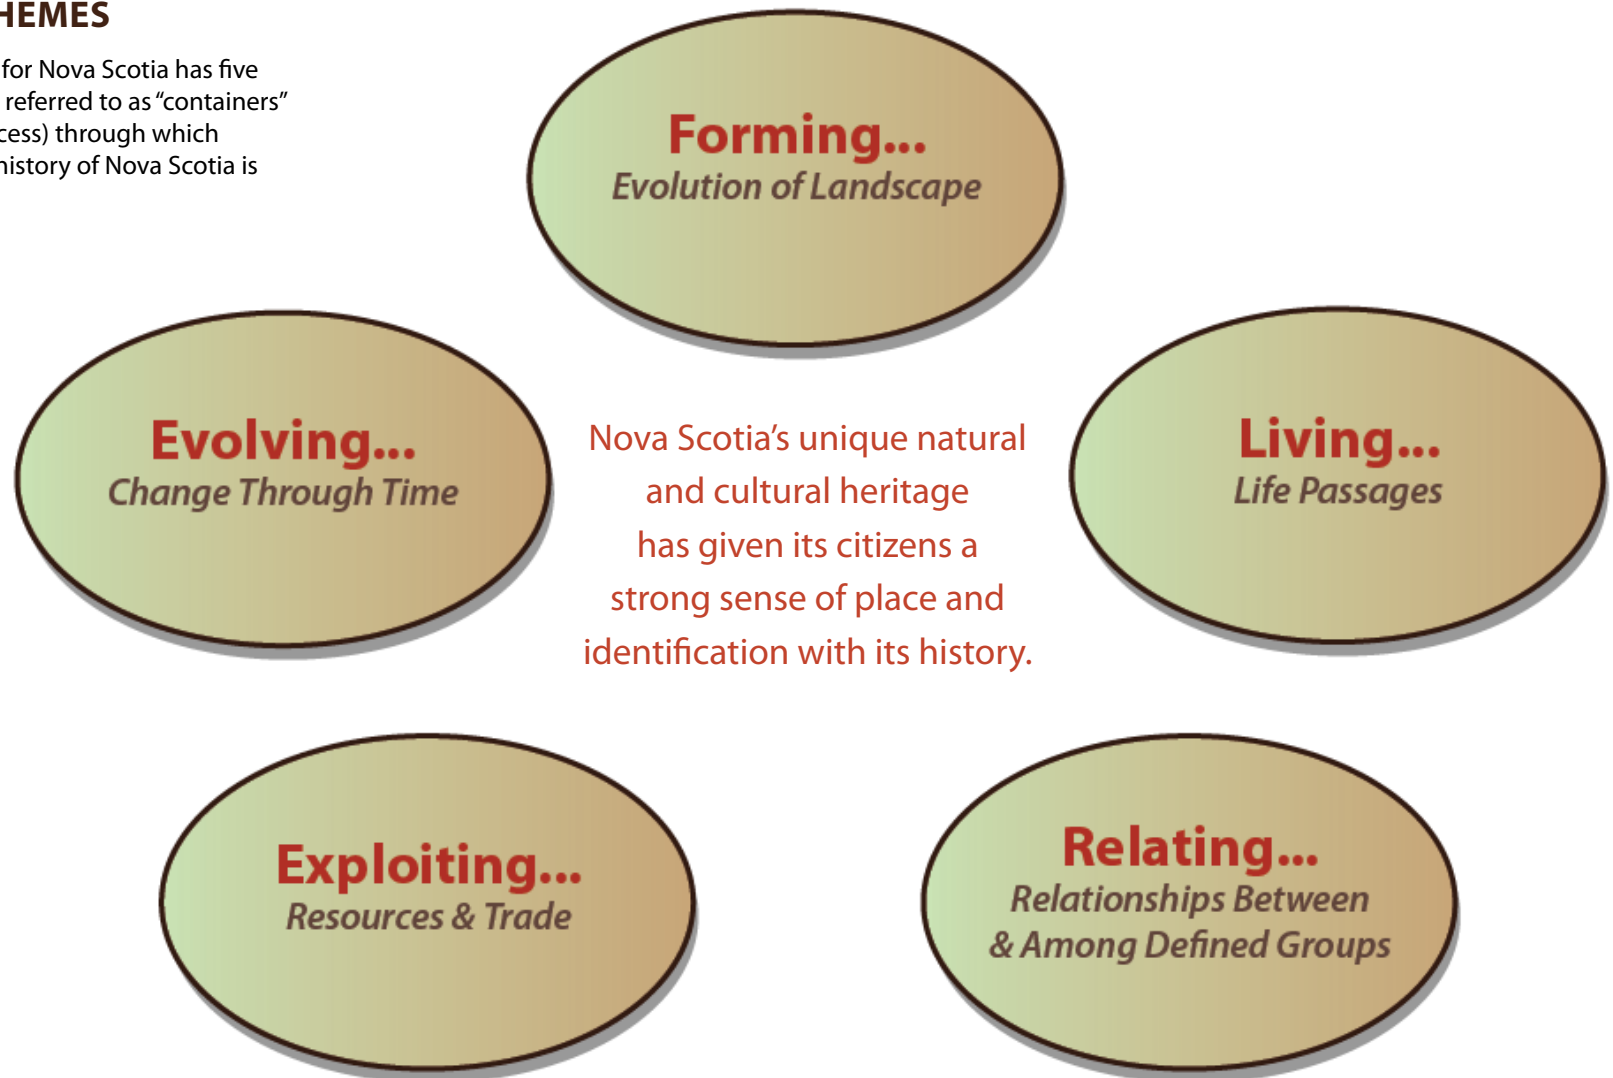 HEMES
for Nova Scotia has five
referred to as “containers”
cess) through which
history of Nova Scotia is
Forming...
Evolution of Landscape
Evolving...
Change Through Time
Living...
Life Passages
Nova Scotia’s unique natural
and cultural heritage
has given its citizens a
strong sense of place and
identification with its history.
Exploiting...
Resources & Trade
Relating...
Relationships Between
& Among Defined Groups